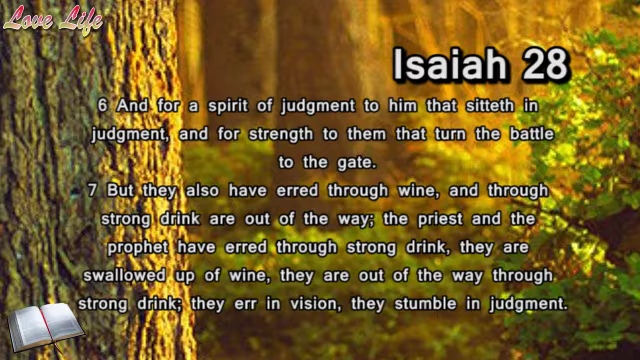 Love Life
Isaiah 28
6 And for a spirit of judgment to him that sitteth in
judgment, and for strength to them that turn the battle
to the gate.
7 But they also have erred through wine, and through
strong drink are out of the way; the priest and the
prophet have erred through strong drink, they are
swallowed up of wine, they are out of the way through
strong drink; they err in vision, they stumble in judgment.